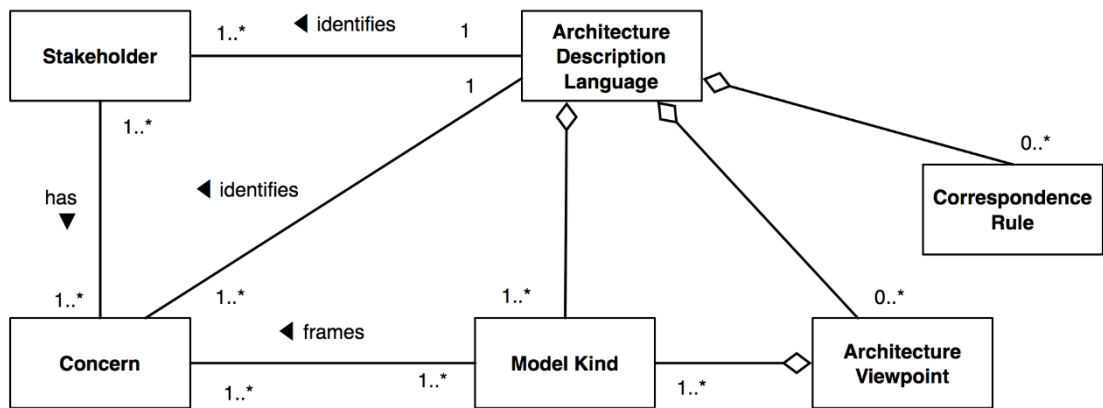 1..*
◀ identifies
1
Architecture
Description
Language
Stakeholder
1
1..*
0..*
◀ identifies
has
▼
Correspondence
Rule
1..*
1..*
1..*
0..*
◀ frames
Concern
Model Kind
Architecture
Viewpoint
1..*
1..*
1..*